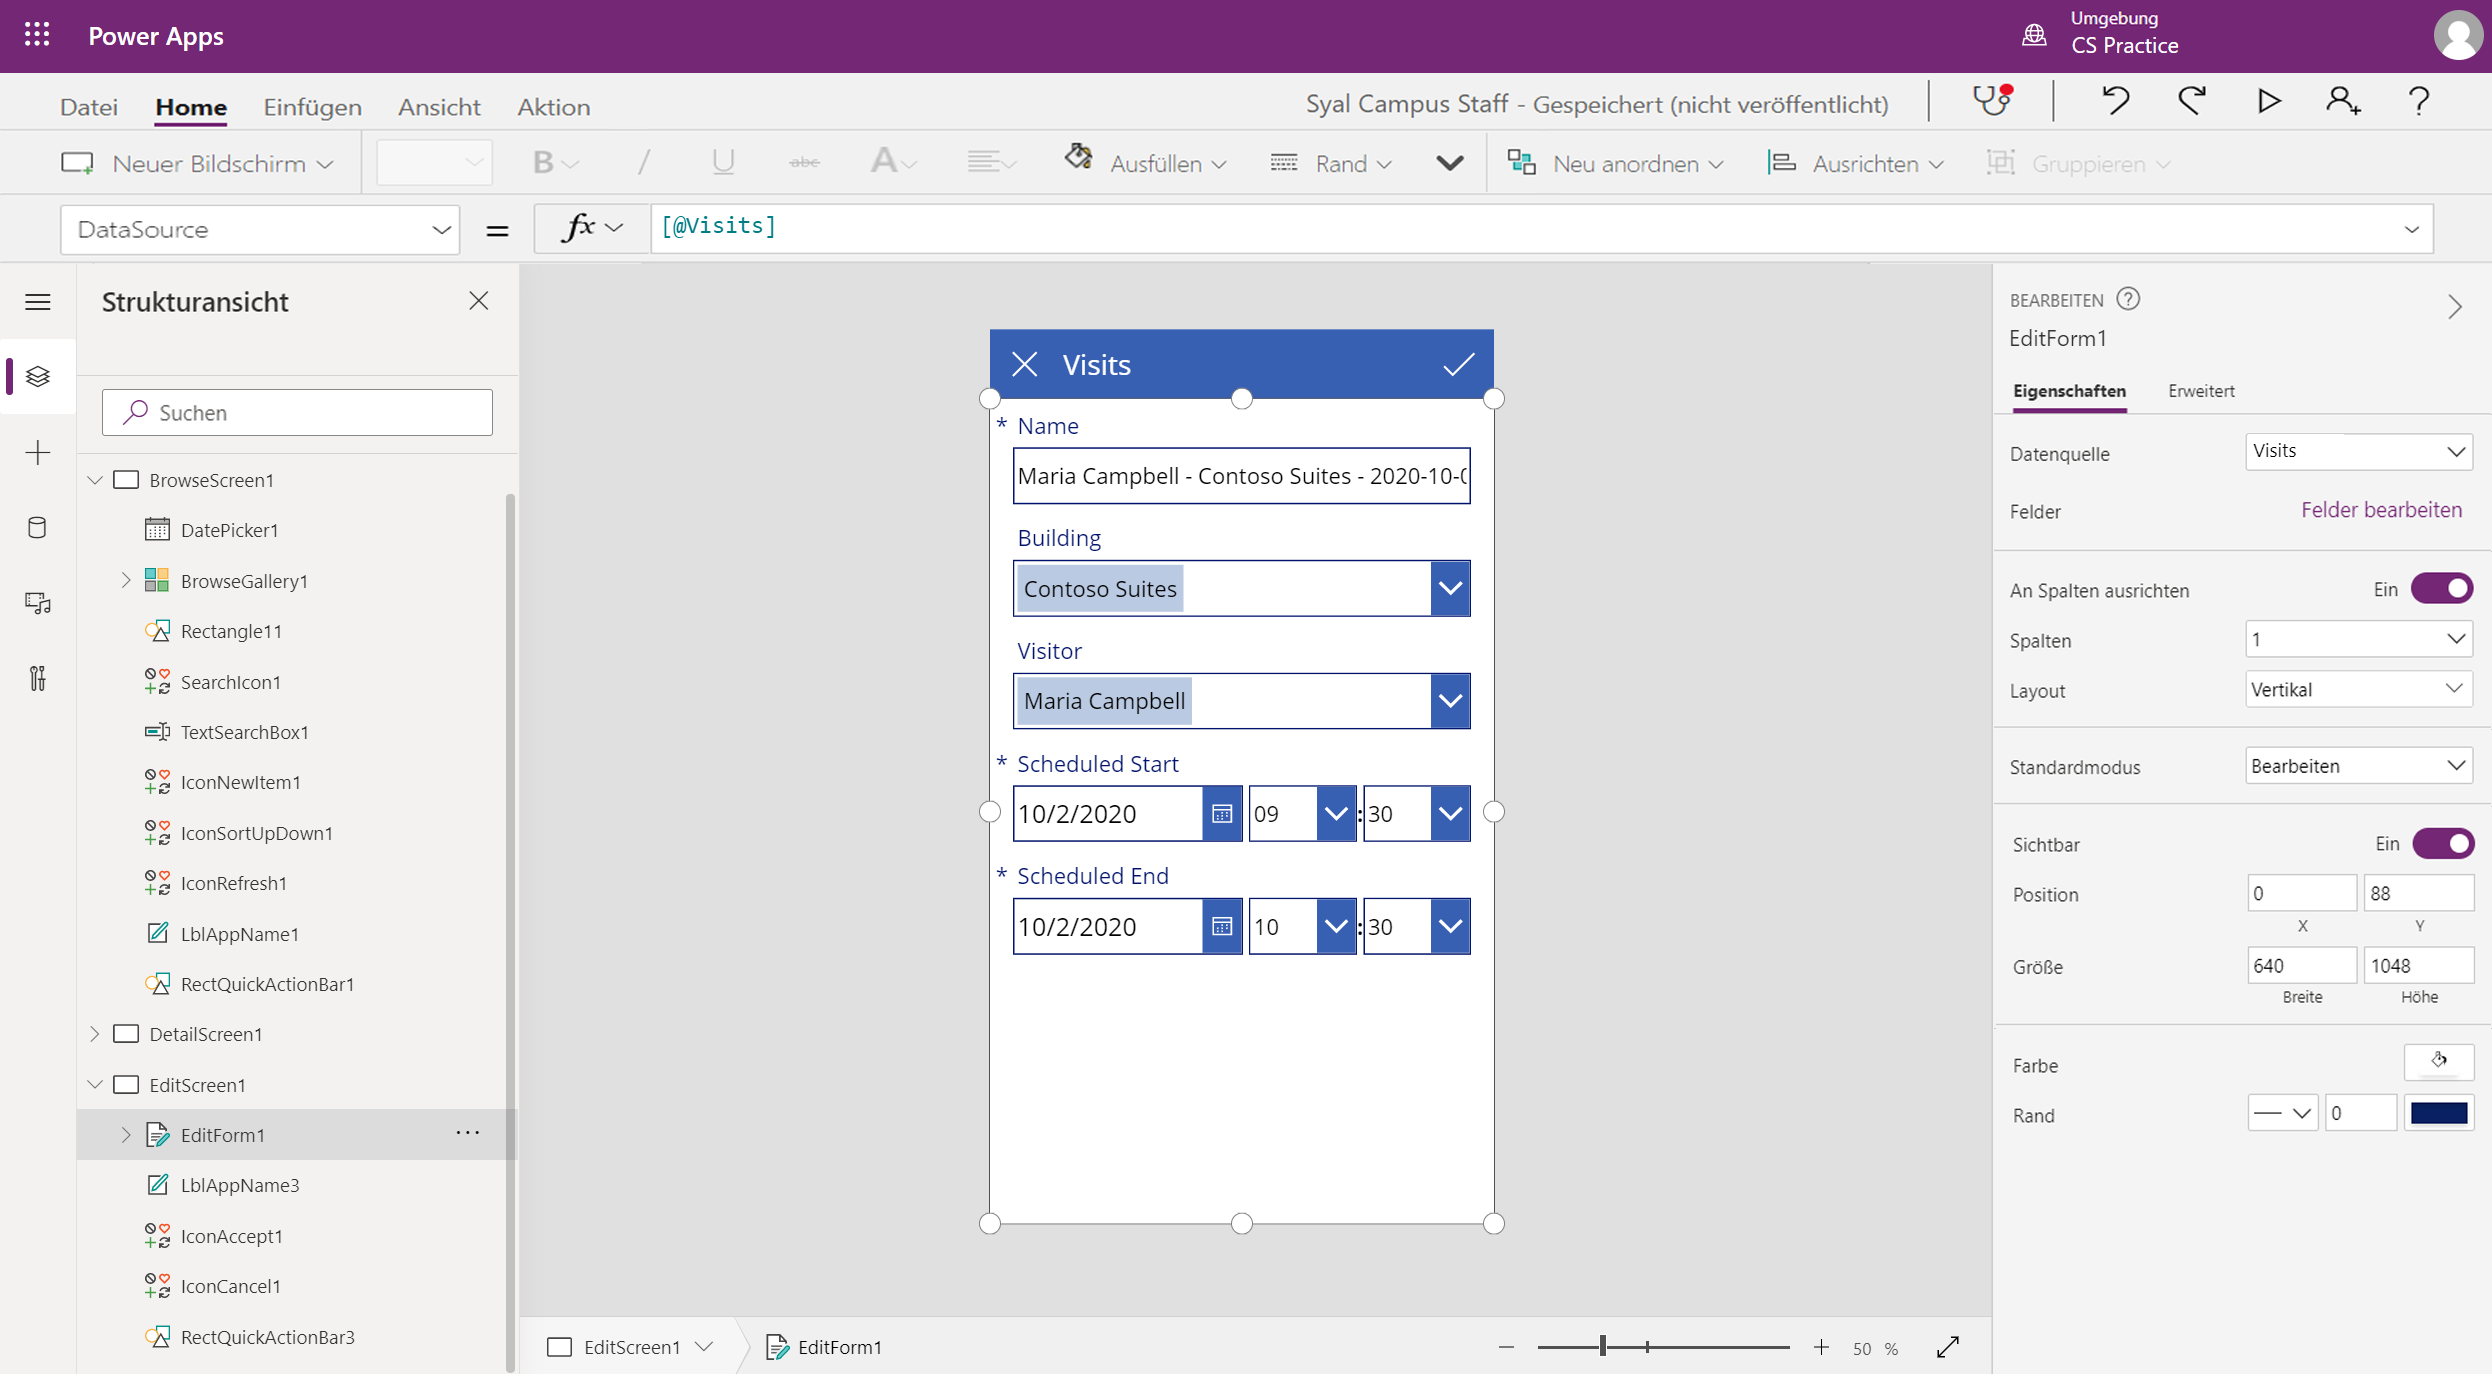 Power Apps
Umgebung
CS Practice
Datei Home Einfügen Ansicht Aktion
Syal Campus Staff - Gespeichert (nicht veröffentlicht)
Neuer Bildschirm B / U abc A Ausfüllen Rand Neu anordnen Ausrichten Gruppieren
DataSource = fx [@Visits]
Strukturansicht
Suchen
BrowseScreen1
DatePicker1
BrowseGallery1
Rectangle11
SearchIcon1
TextSearchBox1
IconNewItem1
IconSortUpDown1
IconRefresh1
LblAppName1
RectQuickActionBar1
DetailScreen1
EditScreen1
EditForm1 ...
LblAppName3
IconAccept1
IconCancel1
RectQuickActionBar3
Visits
* Name
Maria Campbell - Contoso Suites - 2020-10-0
Building
Contoso Suites
Visitor
Maria Campbell
* Scheduled Start
10/2/2020 09 : 30
* Scheduled End
10/2/2020 10 : 30
EditScreen1 EditForm1
50 %
BEARBEITEN ?
EditForm1
Eigenschaften Erweitert
Datenquelle Visits
Felder Felder bearbeiten
An Spalten ausrichten Ein
Spalten 1
Layout Vertikal
Standardmodus Bearbeiten
Sichtbar Ein
Position 0 88
X Y
Größe 640 1048
Breite Höhe
Farbe
Rand 0